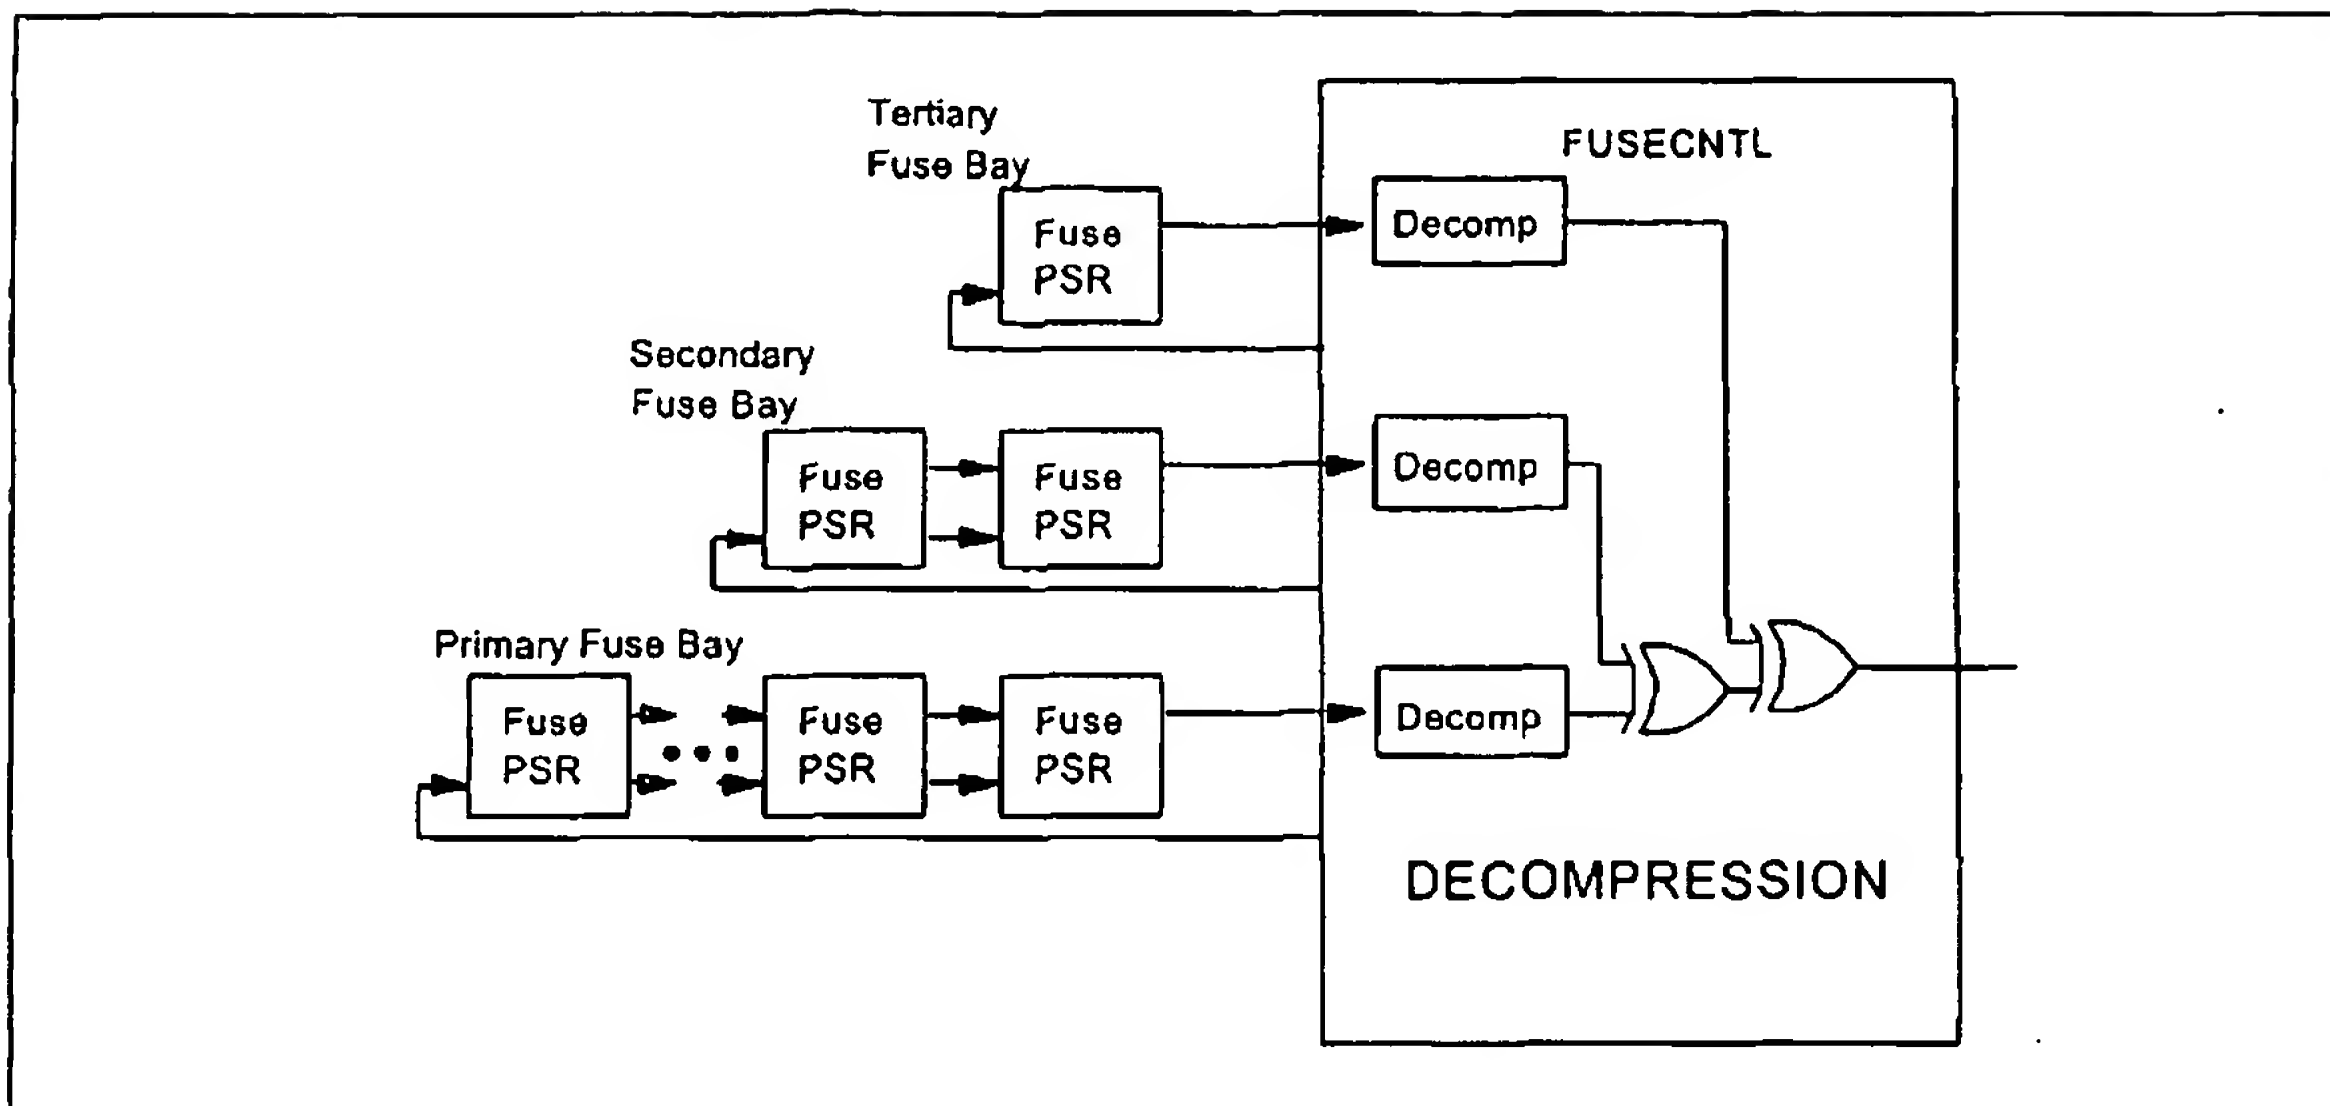 Tertiary
Fuse Bay
FUSECNTL
Fuse
PSR
Decomp
Secondary
Fuse Bay
Fuse
PSR
Fuse
PSR
Decomp
Primary Fuse Bay
Fuse
PSR
Fuse
PSR
Fuse
PSR
Decomp
DECOMPRESSION